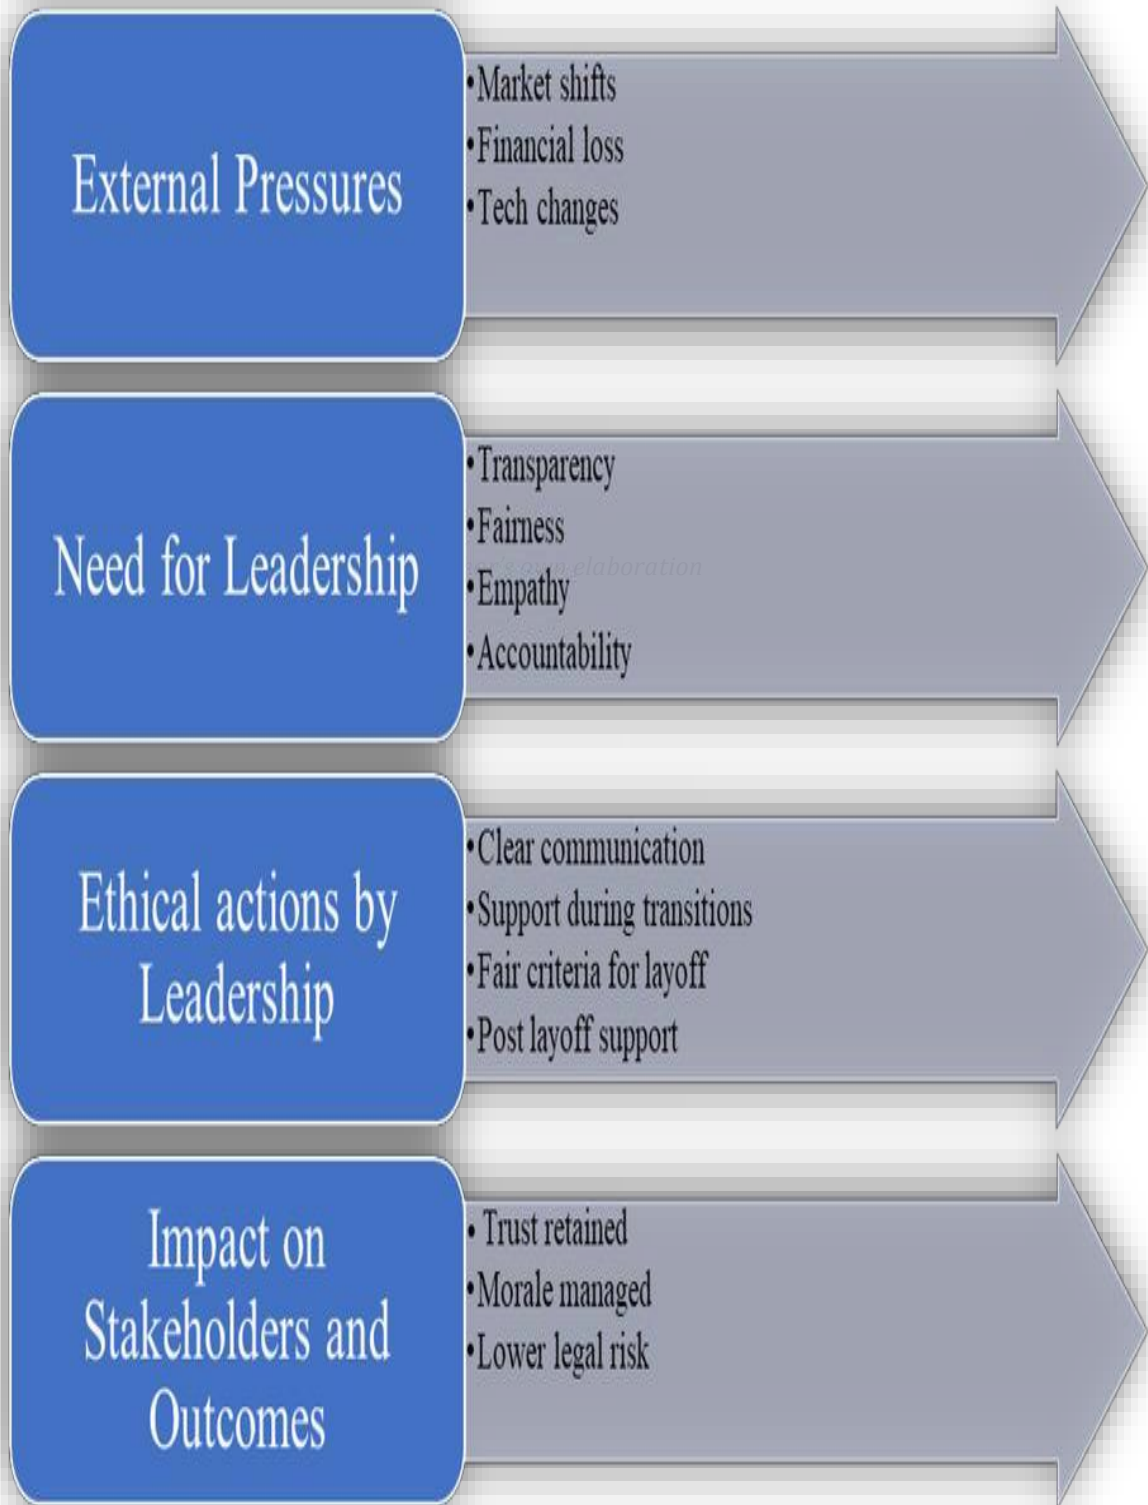 External Pressures
•Market shifts
•Financial loss
•Tech changes
Need for Leadership
•Transparency
•Fairness
own elaboration
•Empathy
•Accountability
Ethical actions by
Leadership
•Clear communication
•Support during transitions
•Fair criteria for layoff
•Post layoff support
Impact on
Stakeholders and
Outcomes
• Trust retained
•Morale managed
•Lower legal risk